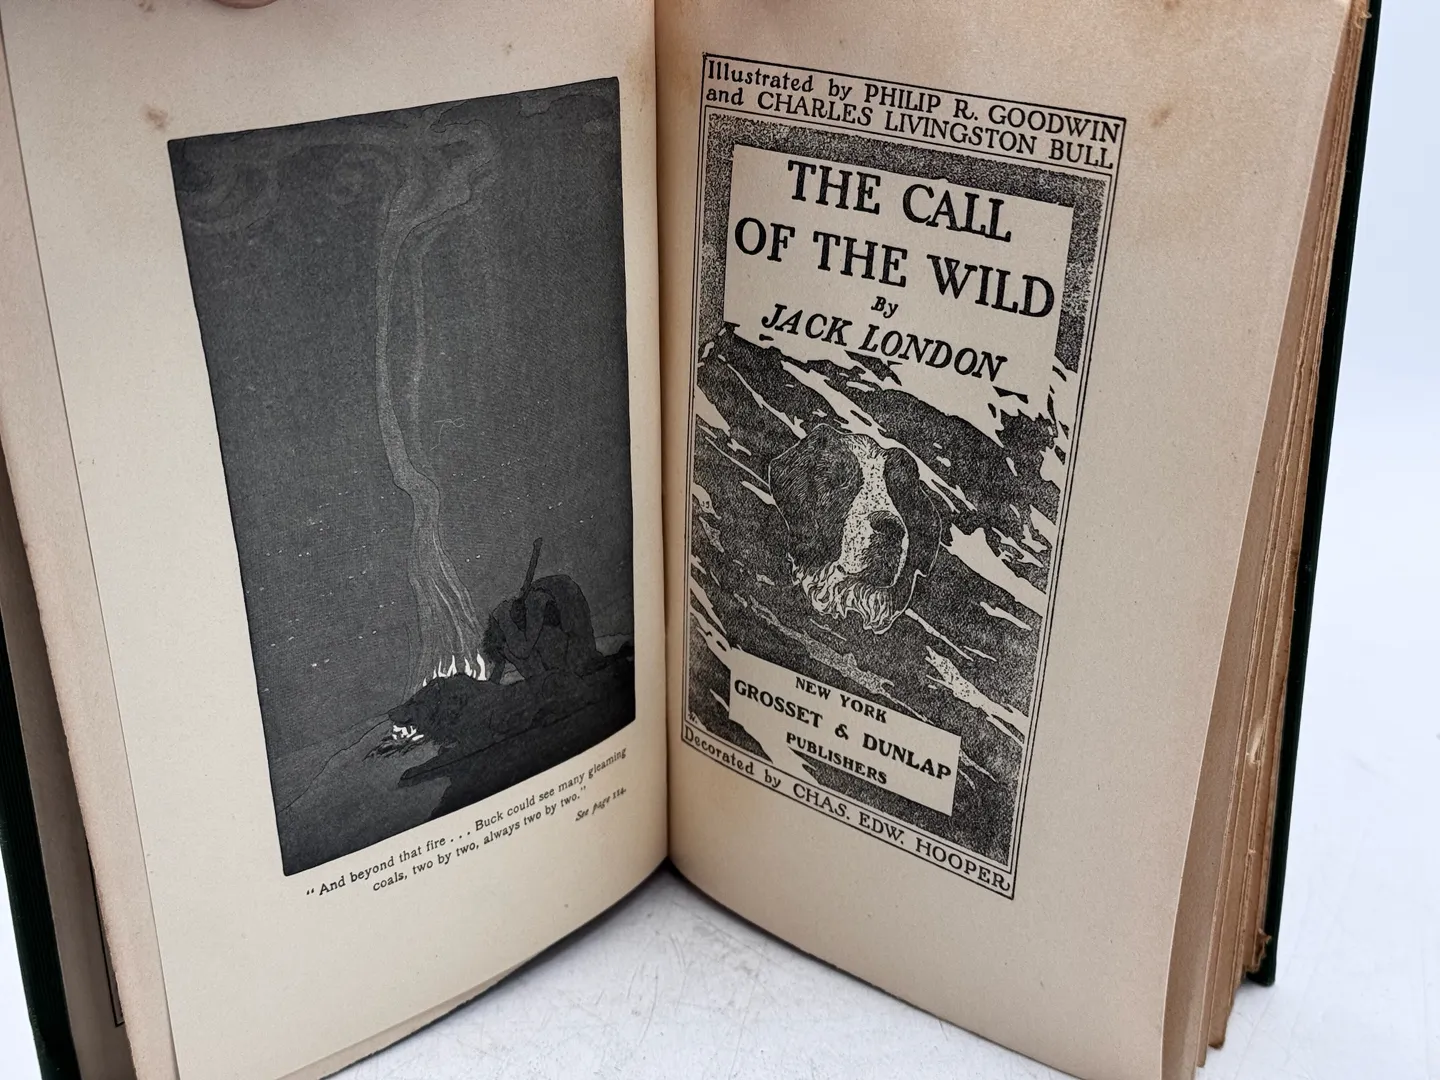 " And beyond that fire . . . Buck could see many gleaming
coals, two by two, always two by two."
See page 114.
Illustrated by PHILIP R. GOODWIN
and CHARLES LIVINGSTON BULL
THE CALL
OF THE WILD
By
JACK LONDON
NEW YORK
GROSSET & DUNLAP
PUBLISHERS
Decorated by CHAS. EDW. HOOPER